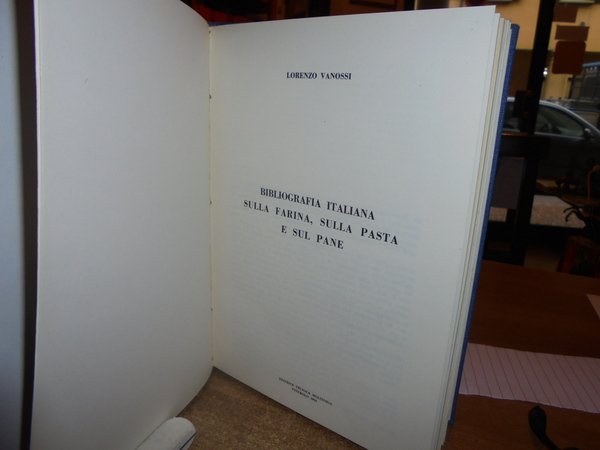 LORENZO VANOSSI
BIBLIOGRAFIA ITALIANA
SULLA FARINA, SULLA PASTA
E SUL PANE